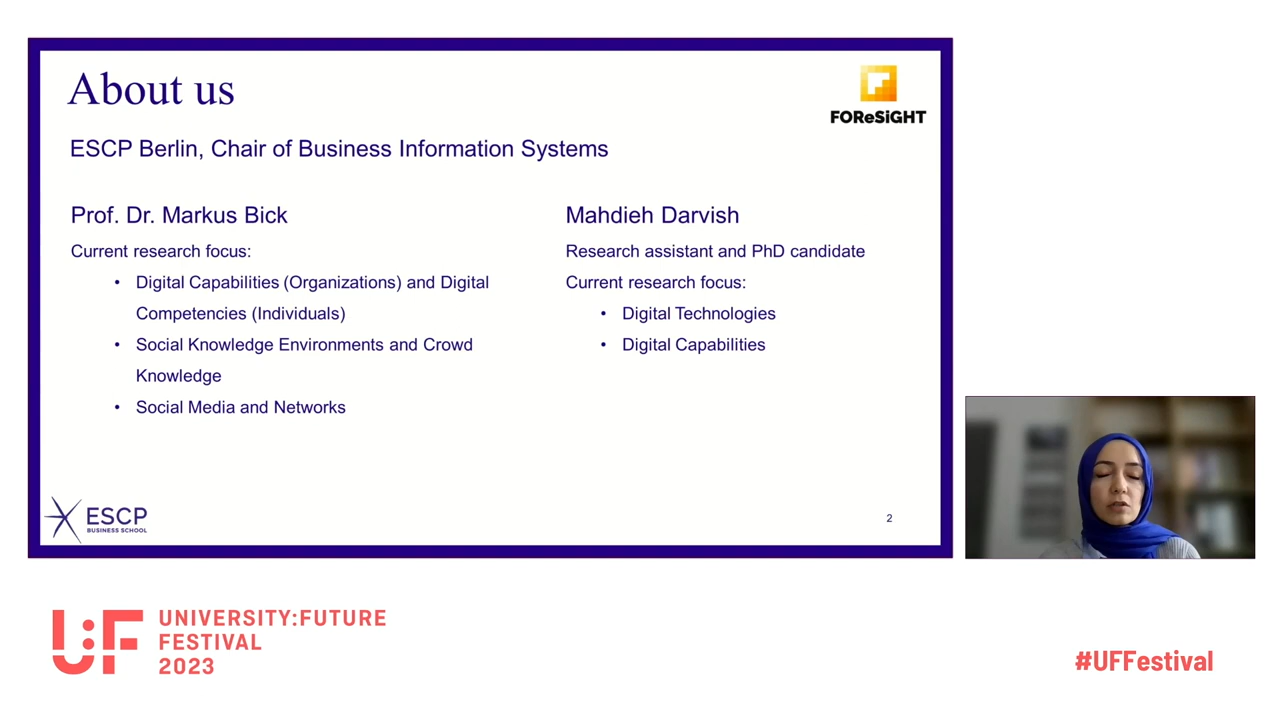 About us
FOReSiGHT
ESCP Berlin, Chair of Business Information Systems
Prof. Dr. Markus Bick
Current research focus:
• Digital Capabilities (Organizations) and Digital
Competencies (Individuals)
• Social Knowledge Environments and Crowd
Knowledge
• Social Media and Networks
Mahdieh Darvish
Research assistant and PhD candidate
Current research focus:
• Digital Technologies
• Digital Capabilities
ESCP
BUSINESS SCHOOL
2
U:F
UNIVERSITY:FUTURE
FESTIVAL
2023
#UFFestival